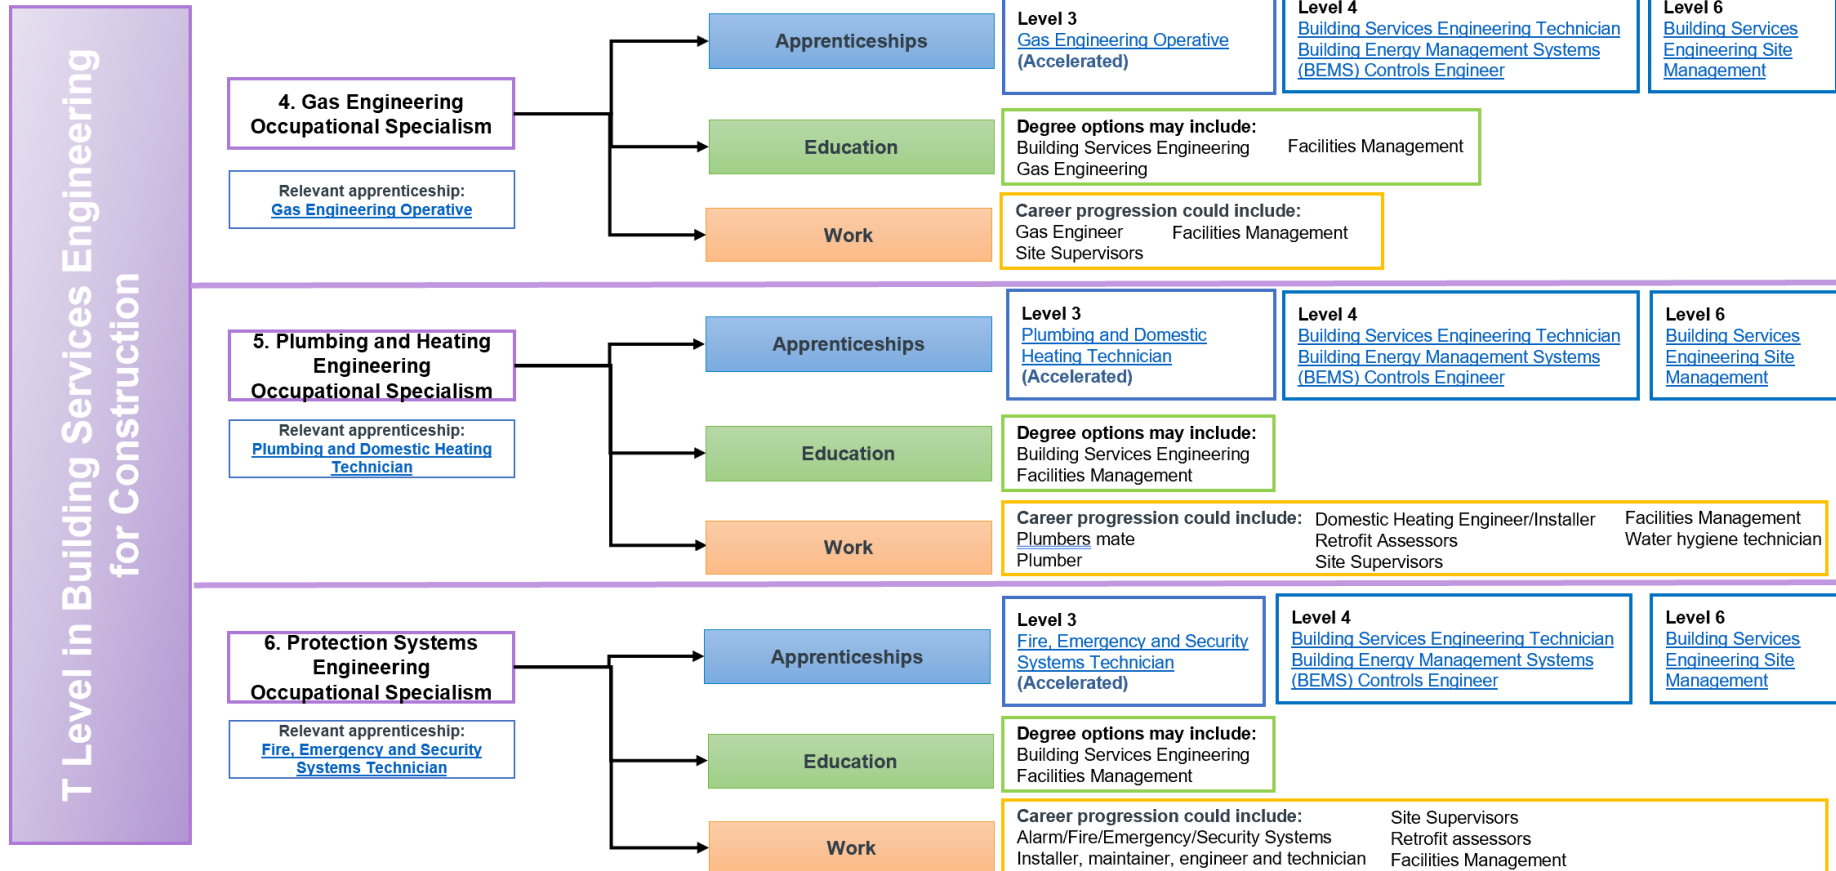 T Level in Building Services Engineering
for Construction
4. Gas Engineering
Occupational Specialism
Relevant apprenticeship:
Gas Engineering Operative
Apprenticeships
Level 3
Gas Engineering Operative
(Accelerated)
Level 4
Building Services Engineering Technician
Building Energy Management Systems
(BEMS) Controls Engineer
Level 6
Building Services
Engineering Site
Management
Education
Degree options may include:
Building Services Engineering
Gas Engineering
Facilities Management
Work
Career progression could include:
Gas Engineer
Site Supervisors
Facilities Management
5. Plumbing and Heating
Engineering
Occupational Specialism
Relevant apprenticeship:
Plumbing and Domestic Heating
Technician
Apprenticeships
Level 3
Plumbing and Domestic
Heating Technician
(Accelerated)
Level 4
Building Services Engineering Technician
Building Energy Management Systems
(BEMS) Controls Engineer
Level 6
Building Services
Engineering Site
Management
Education
Degree options may include:
Building Services Engineering
Facilities Management
Work
Career progression could include:
Plumbers mate
Plumber
Domestic Heating Engineer/Installer
Retrofit Assessors
Site Supervisors
Facilities Management
Water hygiene technician
6. Protection Systems
Engineering
Occupational Specialism
Relevant apprenticeship:
Fire, Emergency and Security
Systems Technician
Apprenticeships
Level 3
Fire, Emergency and Security
Systems Technician
(Accelerated)
Level 4
Building Services Engineering Technician
Building Energy Management Systems
(BEMS) Controls Engineer
Level 6
Building Services
Engineering Site
Management
Education
Degree options may include:
Building Services Engineering
Facilities Management
Work
Career progression could include:
Alarm/Fire/Emergency/Security Systems
Installer, maintainer, engineer and technician
Site Supervisors
Retrofit assessors
Facilities Management